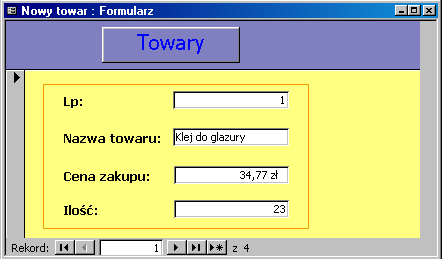 Nowy towar : Formularz
Towary
Lp: 1
Nazwa towaru: Klej do glazury
Cena zakupu: 34,77 zł
Ilość: 23
Rekord: 1 z 4